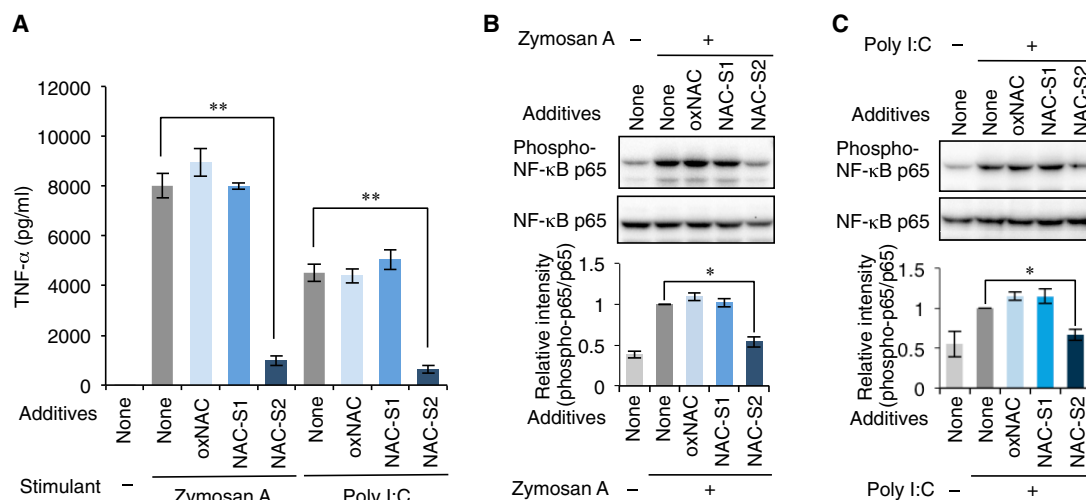 A
TNF-α (pg/ml)
12000
10000
8000
6000
4000
2000
0
**
**
Additives
None
None
oxNAC
NAC-S1
NAC-S2
None
oxNAC
NAC-S1
NAC-S2
Stimulant
–
Zymosan A
Poly I:C
B
Zymosan A
–
+
Additives
None
None
oxNAC
NAC-S1
NAC-S2
Phospho-
NF-κB p65
NF-κB p65
Relative intensity
(phospho-p65/p65)
1.5
1
0.5
0
*
Additives
None
None
oxNAC
NAC-S1
NAC-S2
Zymosan A
–
+
C
Poly I:C
–
+
Additives
None
None
oxNAC
NAC-S1
NAC-S2
Phospho-
NF-κB p65
NF-κB p65
Relative intensity
(phospho-p65/p65)
1.5
1
0.5
0
*
Additives
None
None
oxNAC
NAC-S1
NAC-S2
Poly I:C
–
+